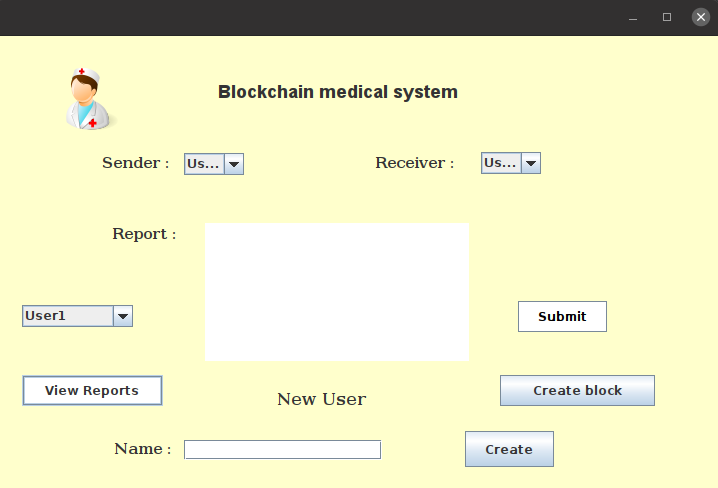 Blockchain medical system
Sender : Us... Receiver : Us...
Report :
User1
Submit
View Reports
New User
Create block
Name :
Create